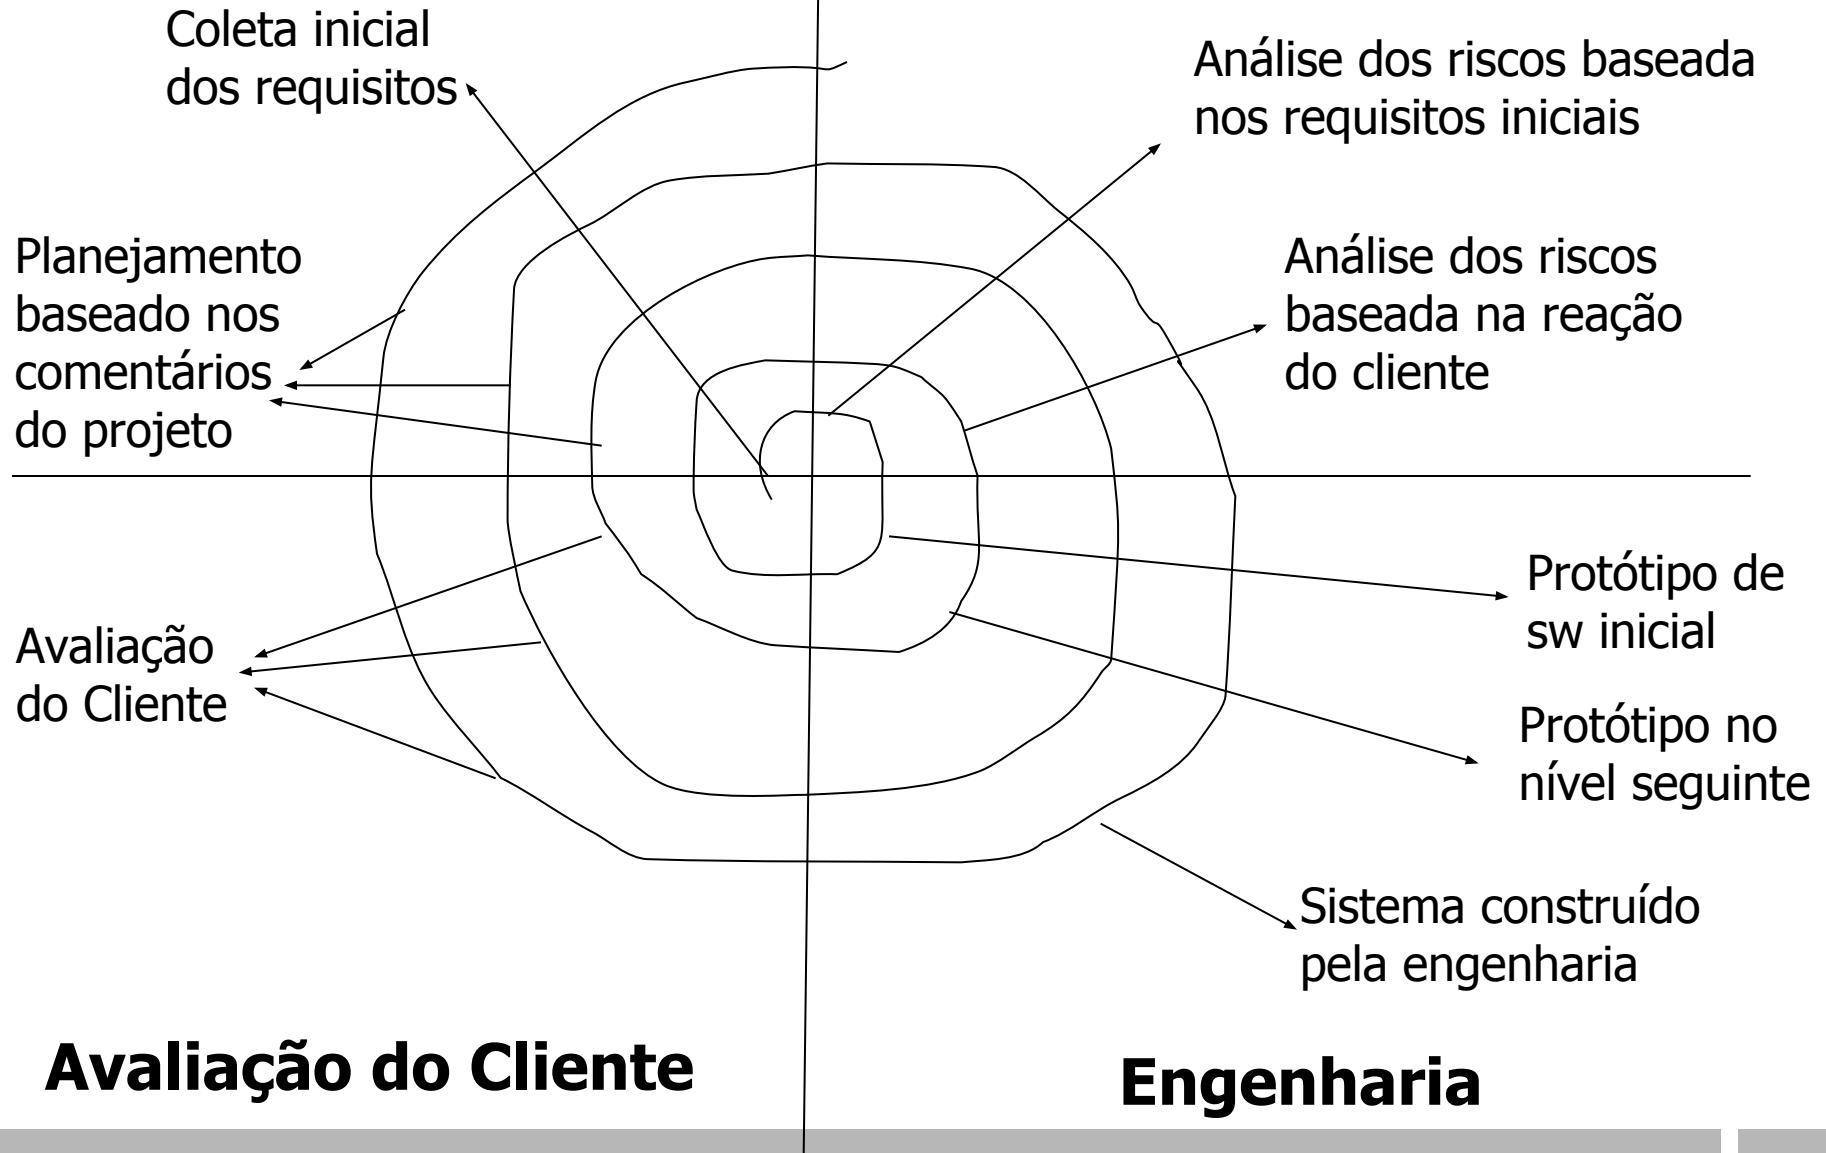 Coleta inicial
dos requisitos
Análise dos riscos baseada
nos requisitos iniciais
Planejamento
baseado nos
comentários
do projeto
Análise dos riscos
baseada na reação
do cliente
Avaliação
do Cliente
Protótipo de
sw inicial
Protótipo no
nível seguinte
Sistema construído
pela engenharia
Avaliação do Cliente
Engenharia